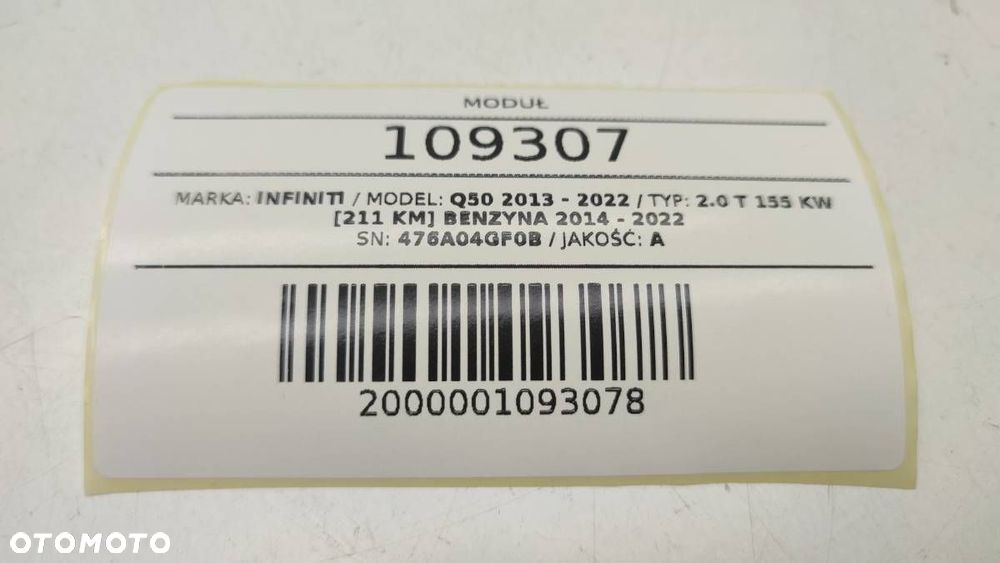 MODUŁ
109307
MARKA: INFINITI / MODEL: Q50 2013 - 2022 / TYP: 2.0 T 155 KW
[211 KM] BENZYNA 2014 - 2022
SN: 476A04GF0B / JAKOŚĆ: A
2000001093078
OTOMOTO